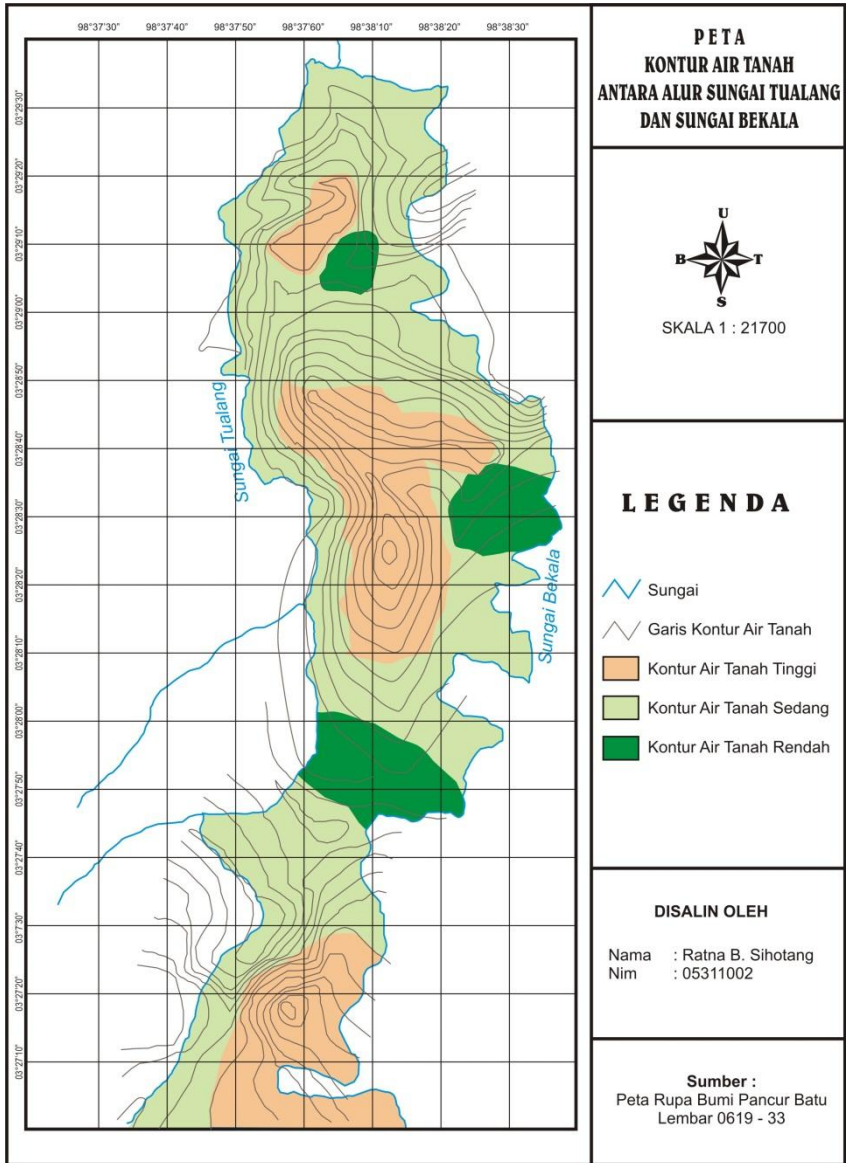 98°37'30"
98°37'40"
98°37'50"
98°37'60"
98°38'10"
98°38'20"
98°38'30"
03°29'30"
03°29'20"
03°29'10"
03°29'00"
03°28'50"
03°28'40"
03°28'30"
03°28'20"
03°28'10"
03°28'00"
03°27'50"
03°27'40"
03°27'30"
03°27'20"
03°27'10"
Sungai Tualang
Sungai Bekala
PETA
KONTUR AIR TANAH
ANTARA ALUR SUNGAI TUALANG
DAN SUNGAI BEKALA
U
B T
S
SKALA 1 : 21700
LEGENDA
Sungai
Garis Kontur Air Tanah
Kontur Air Tanah Tinggi
Kontur Air Tanah Sedang
Kontur Air Tanah Rendah
DISALIN OLEH
Nama : Ratna B. Sihotang
Nim : 05311002
Sumber :
Peta Rupa Bumi Pancur Batu
Lembar 0619 - 33